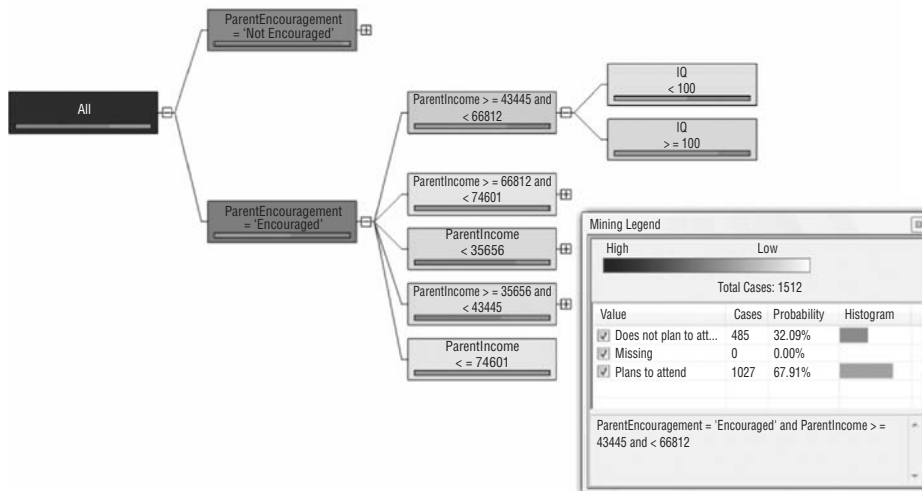 ParentEncouragement
= 'Not Encouraged'
All
ParentEncouragement
= 'Encouraged'
ParentIncome > = 43445 and
< 66812
IQ
< 100
IQ
> = 100
ParentIncome > = 66812 and
< 74601
ParentIncome
< 35656
ParentIncome > = 35656 and
< 43445
ParentIncome
< = 74601
Mining Legend
High Low
Total Cases: 1512
Value Cases Probability Histogram
Does not plan to att... 485 32.09%
Missing 0 0.00%
Plans to attend 1027 67.91%
ParentEncouragement = 'Encouraged' and ParentIncome > =
43445 and < 66812